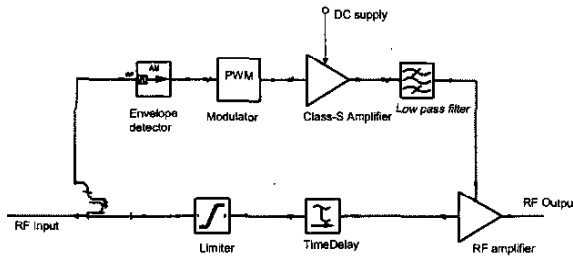 DC supply
AM
PWM
Envelope
detector
Modulator
Class-S Amplifier
Low pass filter
RF Input
Limiter
TimeDelay
RF Outpu
RF amplifier